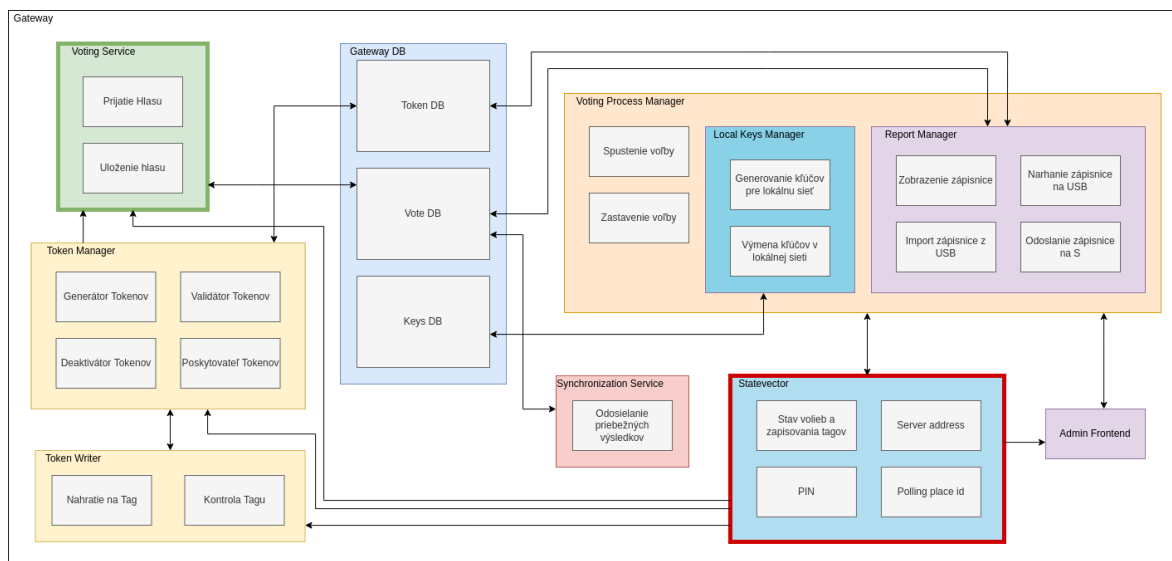 Gateway
Voting Service
Prijatie Hlasu
Uloženie hlasu
Gateway DB
Token DB
Vote DB
Keys DB
Voting Process Manager
Spustenie voľby
Zastavenie voľby
Local Keys Manager
Generovanie kľúčov
pre lokálnu sieť
Výmena kľúčov v
lokálnej sieti
Report Manager
Zobrazenie zápisnice
Narhanie zápisnice
na USB
Import zápisnice z
USB
Odoslanie zápisnice
na S
Token Manager
Generátor Tokenov
Validátor Tokenov
Deaktivátor Tokenov
Poskytovateľ Tokenov
Token Writer
Nahratie na Tag
Kontrola Tagu
Synchronization Service
Odosielanie
priebežných
výsledkov
Statevector
Stav volieb a
zapisovania tagov
Server address
PIN
Polling place id
Admin Frontend